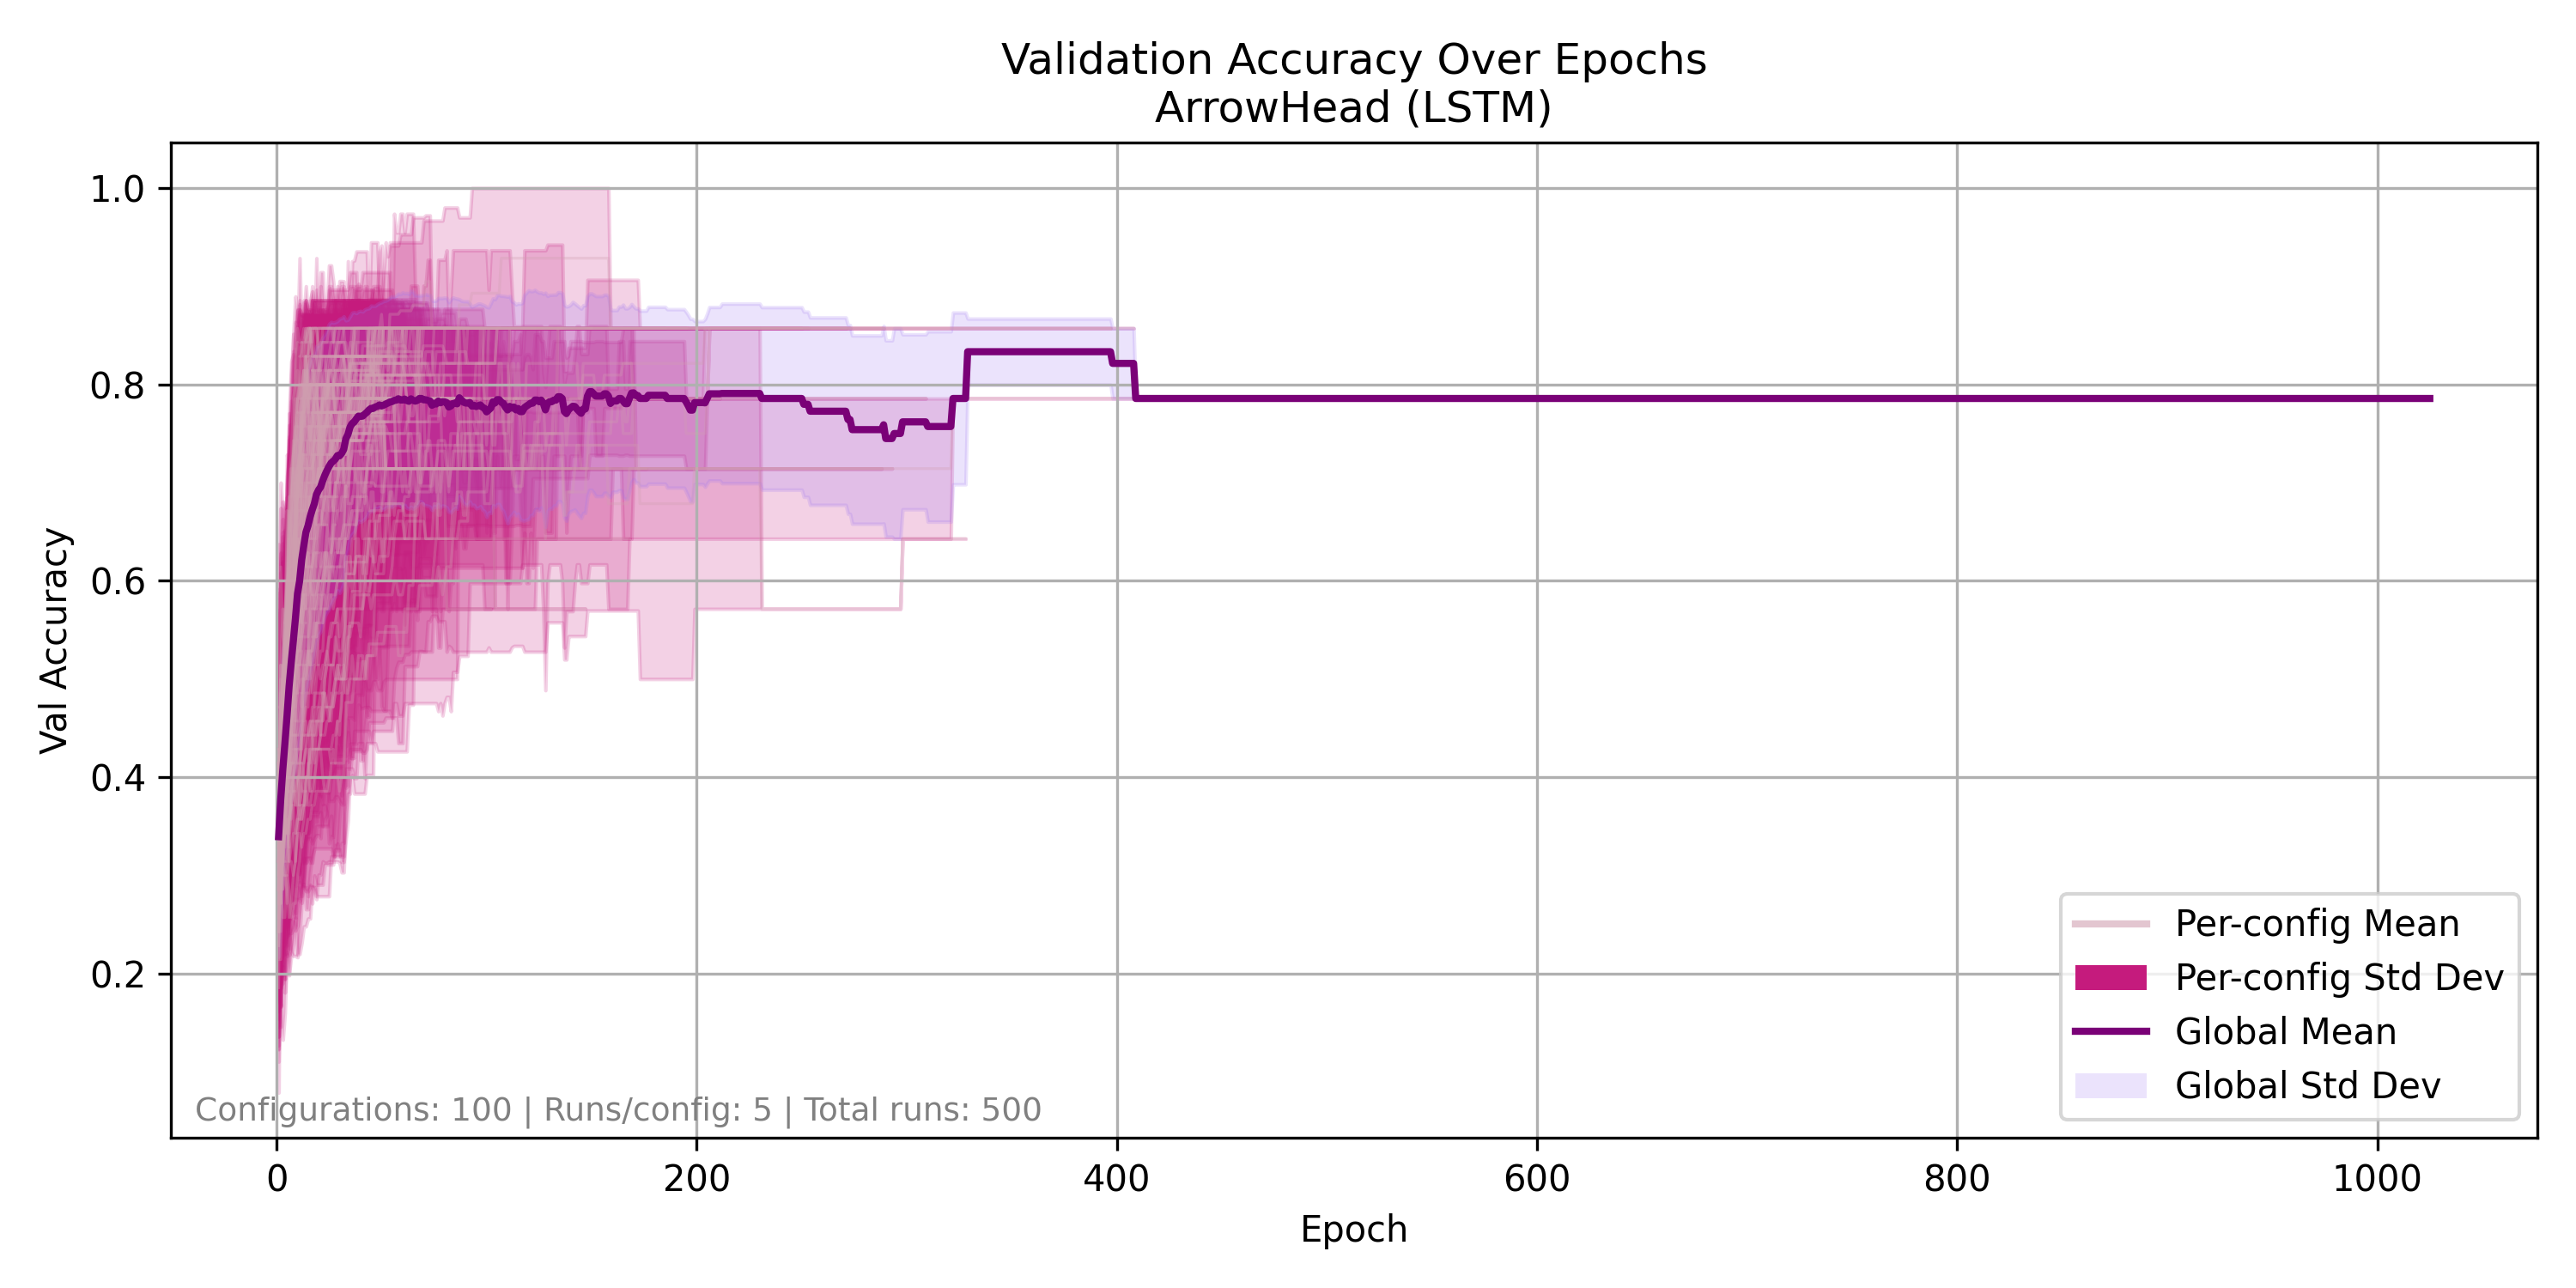 Validation Accuracy Over Epochs
ArrowHead (LSTM)
Val Accuracy
1.0
0.8
0.6
0.4
0.2
Configurations: 100 | Runs/config: 5 | Total runs: 500
Per-config Mean
Per-config Std Dev
Global Mean
Global Std Dev
0 200 400 600 800 1000
Epoch